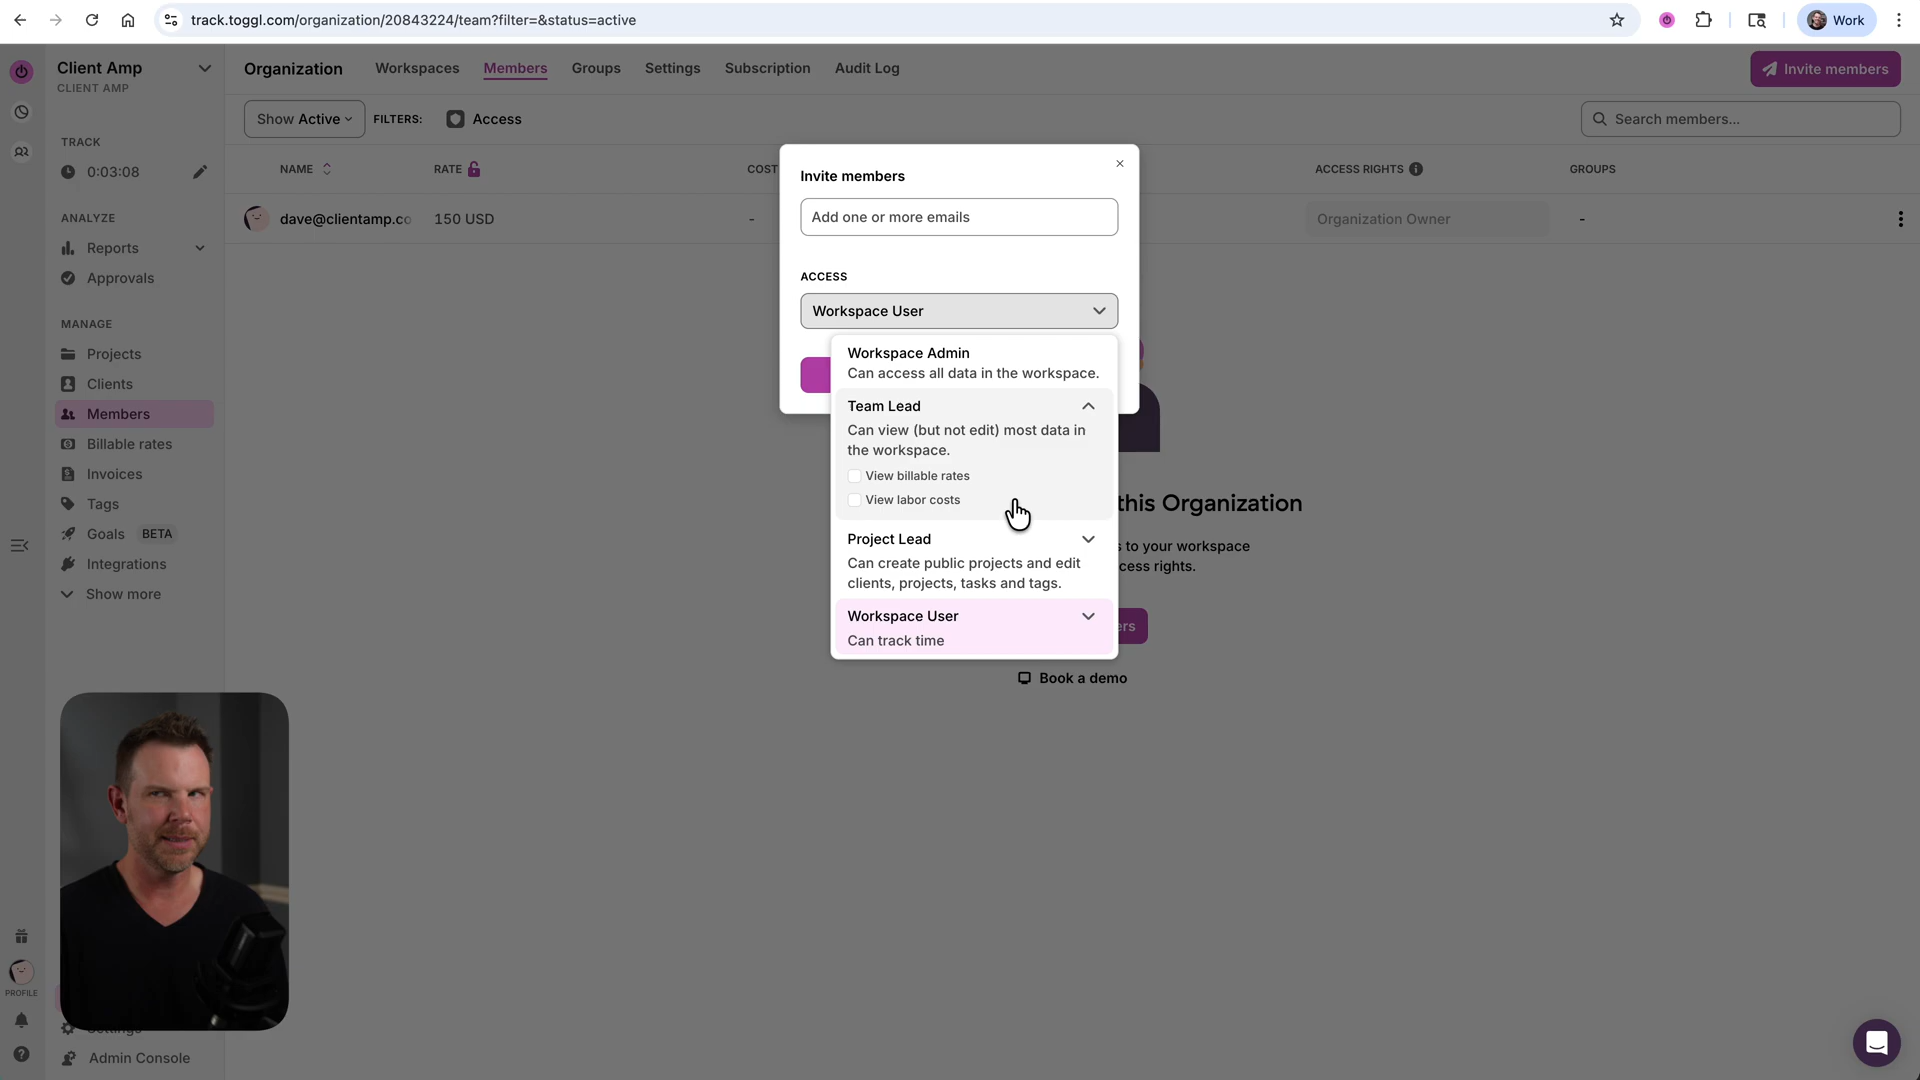 track.toggl.com/organization/20843224/team?filter=&status=active
Work
Client Amp
CLIENT AMP
Organization
Workspaces
Members
Groups
Settings
Subscription
Audit Log
Invite members
Show Active
FILTERS:
Access
Search members...
TRACK
0:03:08
ANALYZE
Reports
Approvals
MANAGE
Projects
Clients
Members
Billable rates
Invoices
Tags
Goals BETA
Integrations
Show more
PROFILE
Settings
Admin Console
NAME
RATE
COST
ACCESS RIGHTS
GROUPS
dave@clientamp.co
150 USD
-
Organization Owner
-
Invite members
Add one or more emails
ACCESS
Workspace User
Workspace Admin
Can access all data in the workspace.
Team Lead
Can view (but not edit) most data in
the workspace.
View billable rates
View labor costs
Project Lead
Can create public projects and edit
clients, projects, tasks and tags.
Workspace User
Can track time
this Organization
s to your workspace
cess rights.
ers
Book a demo